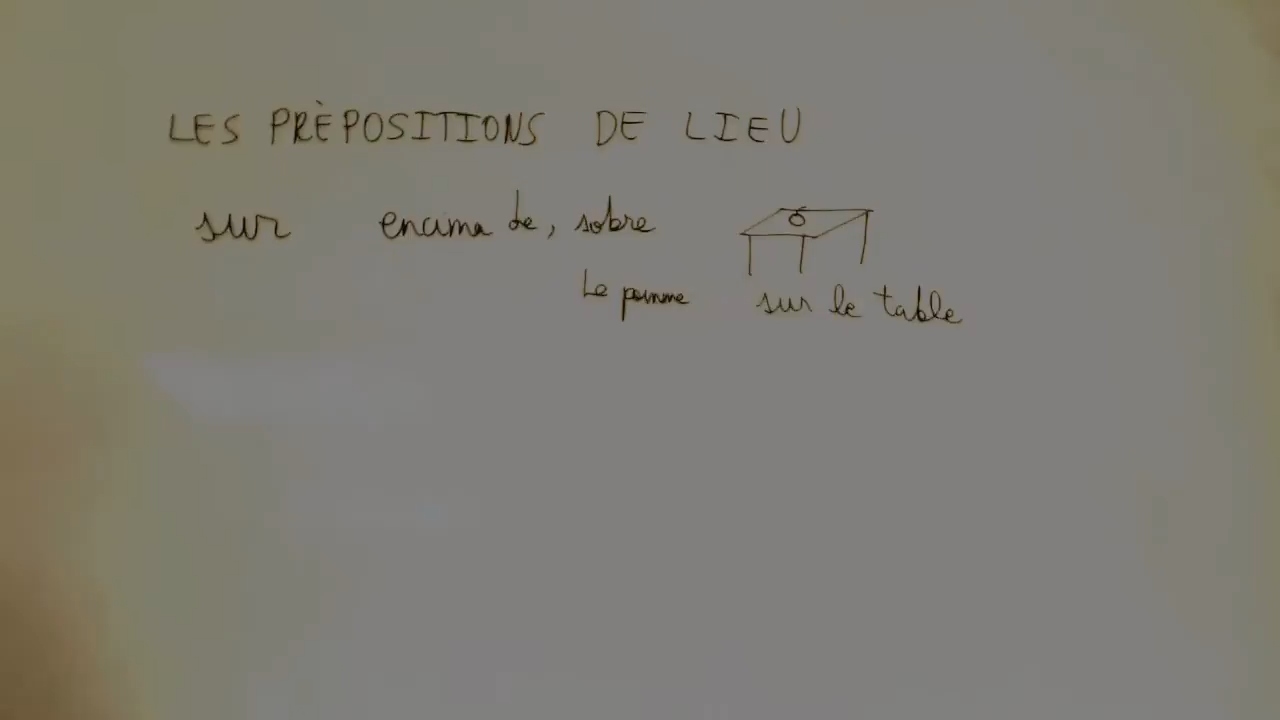 LES PRÈPOSITIONS DE LIEU
sur encima de, sobre
Le pomme sur le table